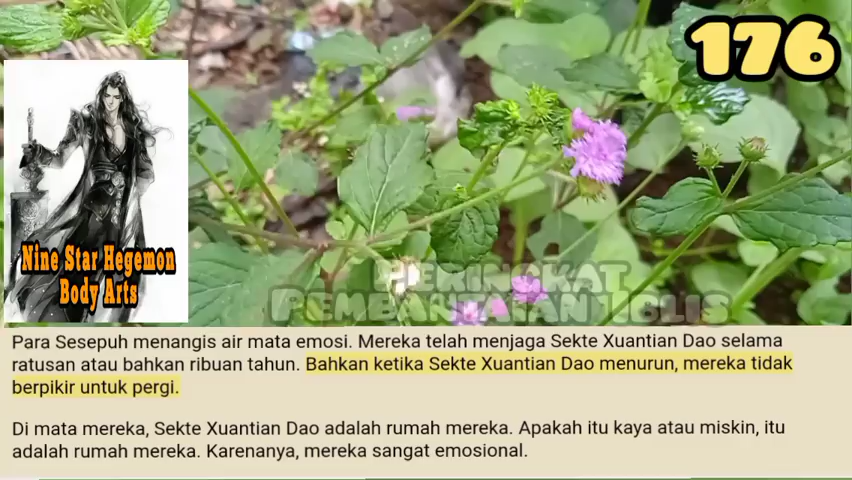 176
Nine Star Hegemon
Body Arts
PERINGKAT
PEMBANTAIAN IBLIS
Para Sesepuh menangis air mata emosi. Mereka telah menjaga Sekte Xuantian Dao selama
ratusan atau bahkan ribuan tahun. Bahkan ketika Sekte Xuantian Dao menurun, mereka tidak
berpikir untuk pergi.
Di mata mereka, Sekte Xuantian Dao adalah rumah mereka. Apakah itu kaya atau miskin, itu
adalah rumah mereka. Karenanya, mereka sangat emosional.